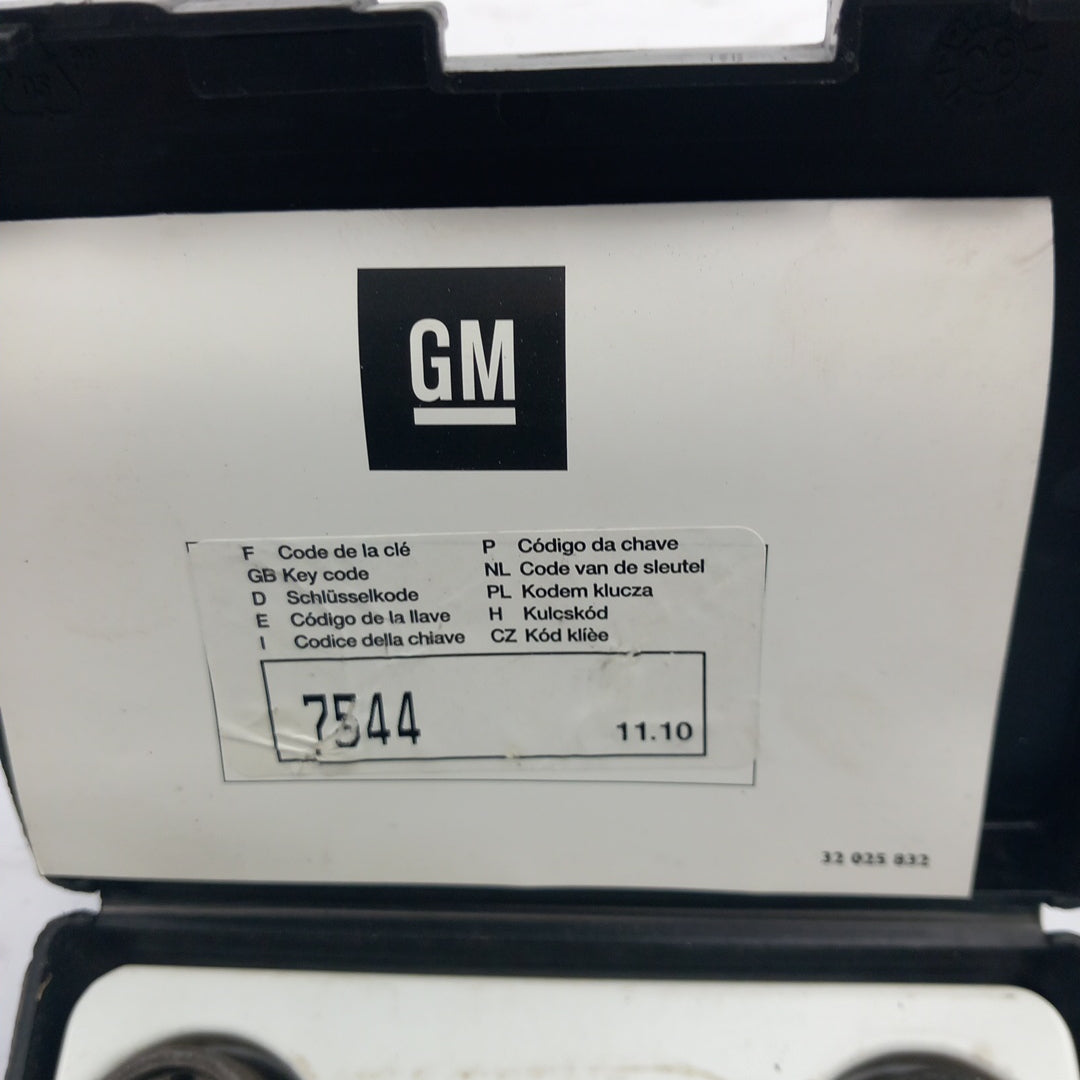 GM
F Code de la clé
GB Key code
D Schlüsselkode
E Código de la llave
I Codice della chiave
P Código da chave
NL Code van de sleutel
PL Kodem klucza
H Kulcskód
CZ Kód klíèe
7544
11.10
32 025 832